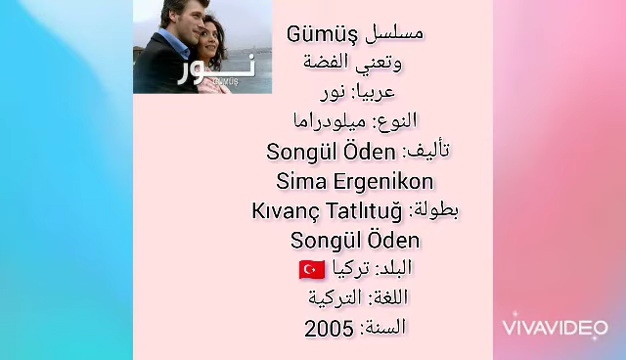 نور
GÜMÜŞ
مسلسل Gümüş
وتعني الفضة
عربيا: نور
النوع: ميلودراما
تأليف: Songül Öden
Sima Ergenikon
بطولة: Kıvanç Tatlıtuğ
Songül Öden
البلد: تركيا 🇹🇷
اللغة: التركية
السنة: 2005
VIVAVIDEO